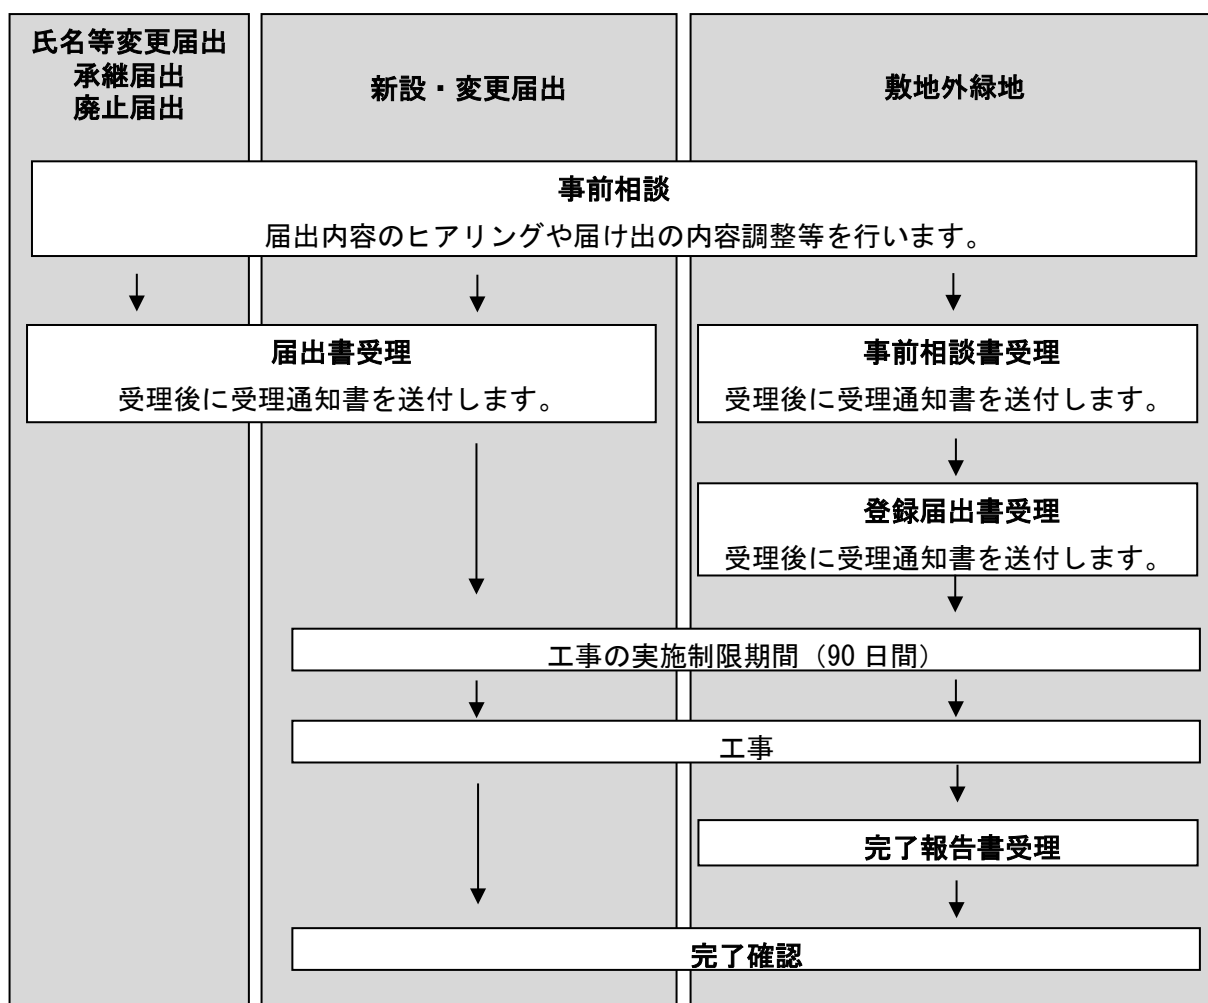 氏名等変更届出
承継届出
廃止届出
新設・変更届出
敷地外緑地
事前相談
届出内容のヒアリングや届け出の内容調整等を行います。
届出書受理
受理後に受理通知書を送付します。
事前相談書受理
受理後に受理通知書を送付します。
登録届出書受理
受理後に受理通知書を送付します。
工事の実施制限期間（90 日間）
工事
完了報告書受理
完了確認